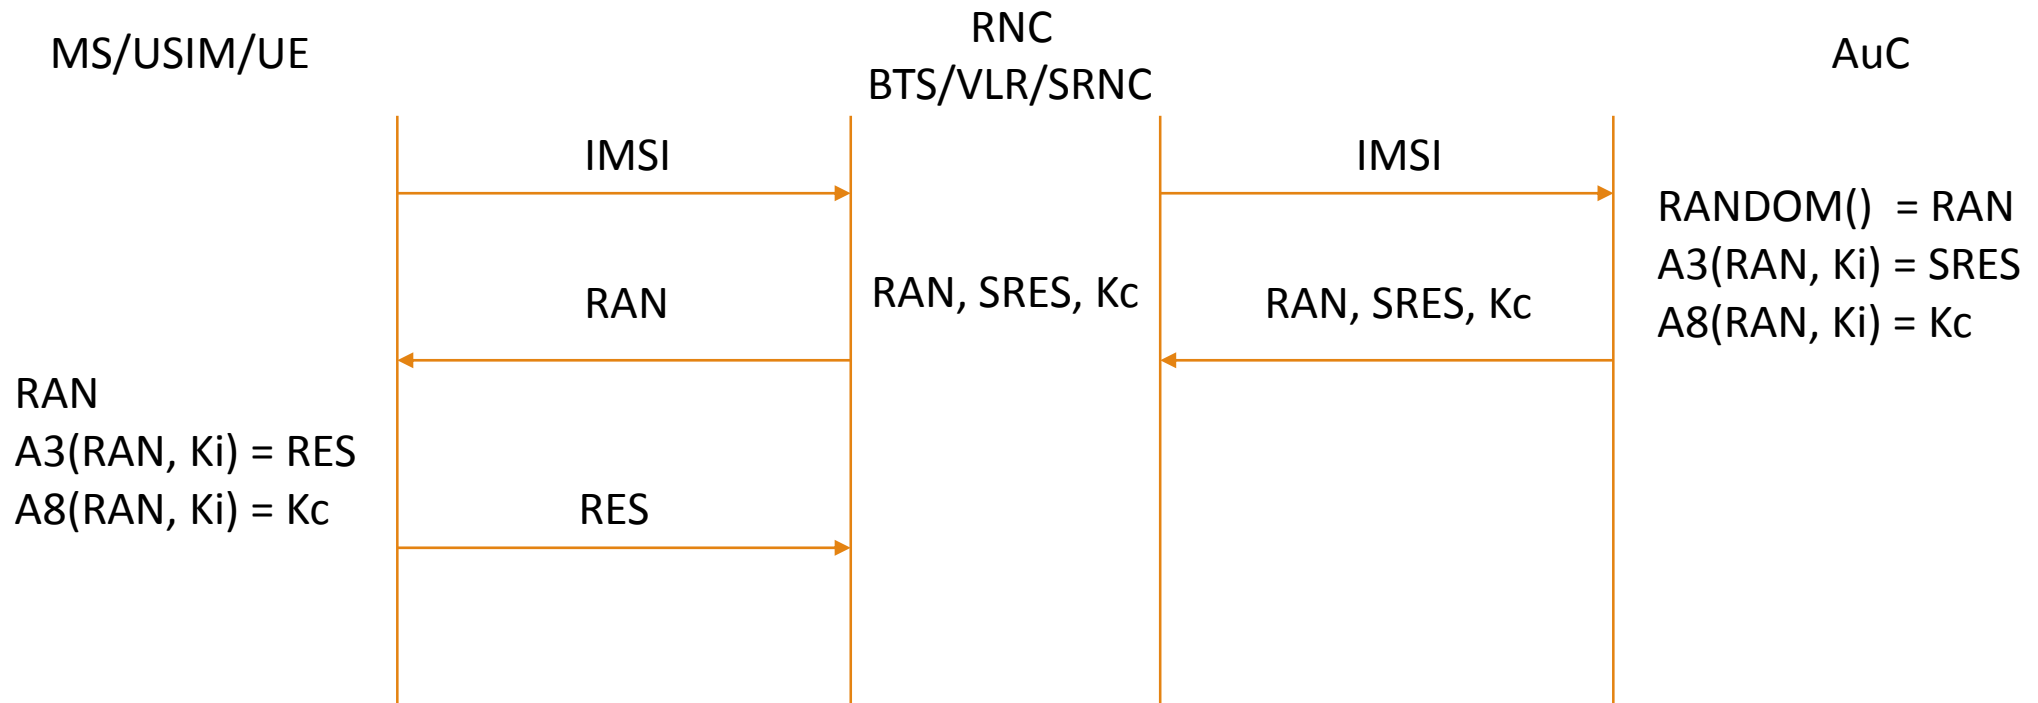 MS/USIM/UE
RNC
BTS/VLR/SRNC
AuC
IMSI
IMSI
RANDOM() = RAN
A3(RAN, Ki) = SRES
A8(RAN, Ki) = Kc
RAN
RAN, SRES, Kc
RAN, SRES, Kc
RAN
A3(RAN, Ki) = RES
A8(RAN, Ki) = Kc
RES